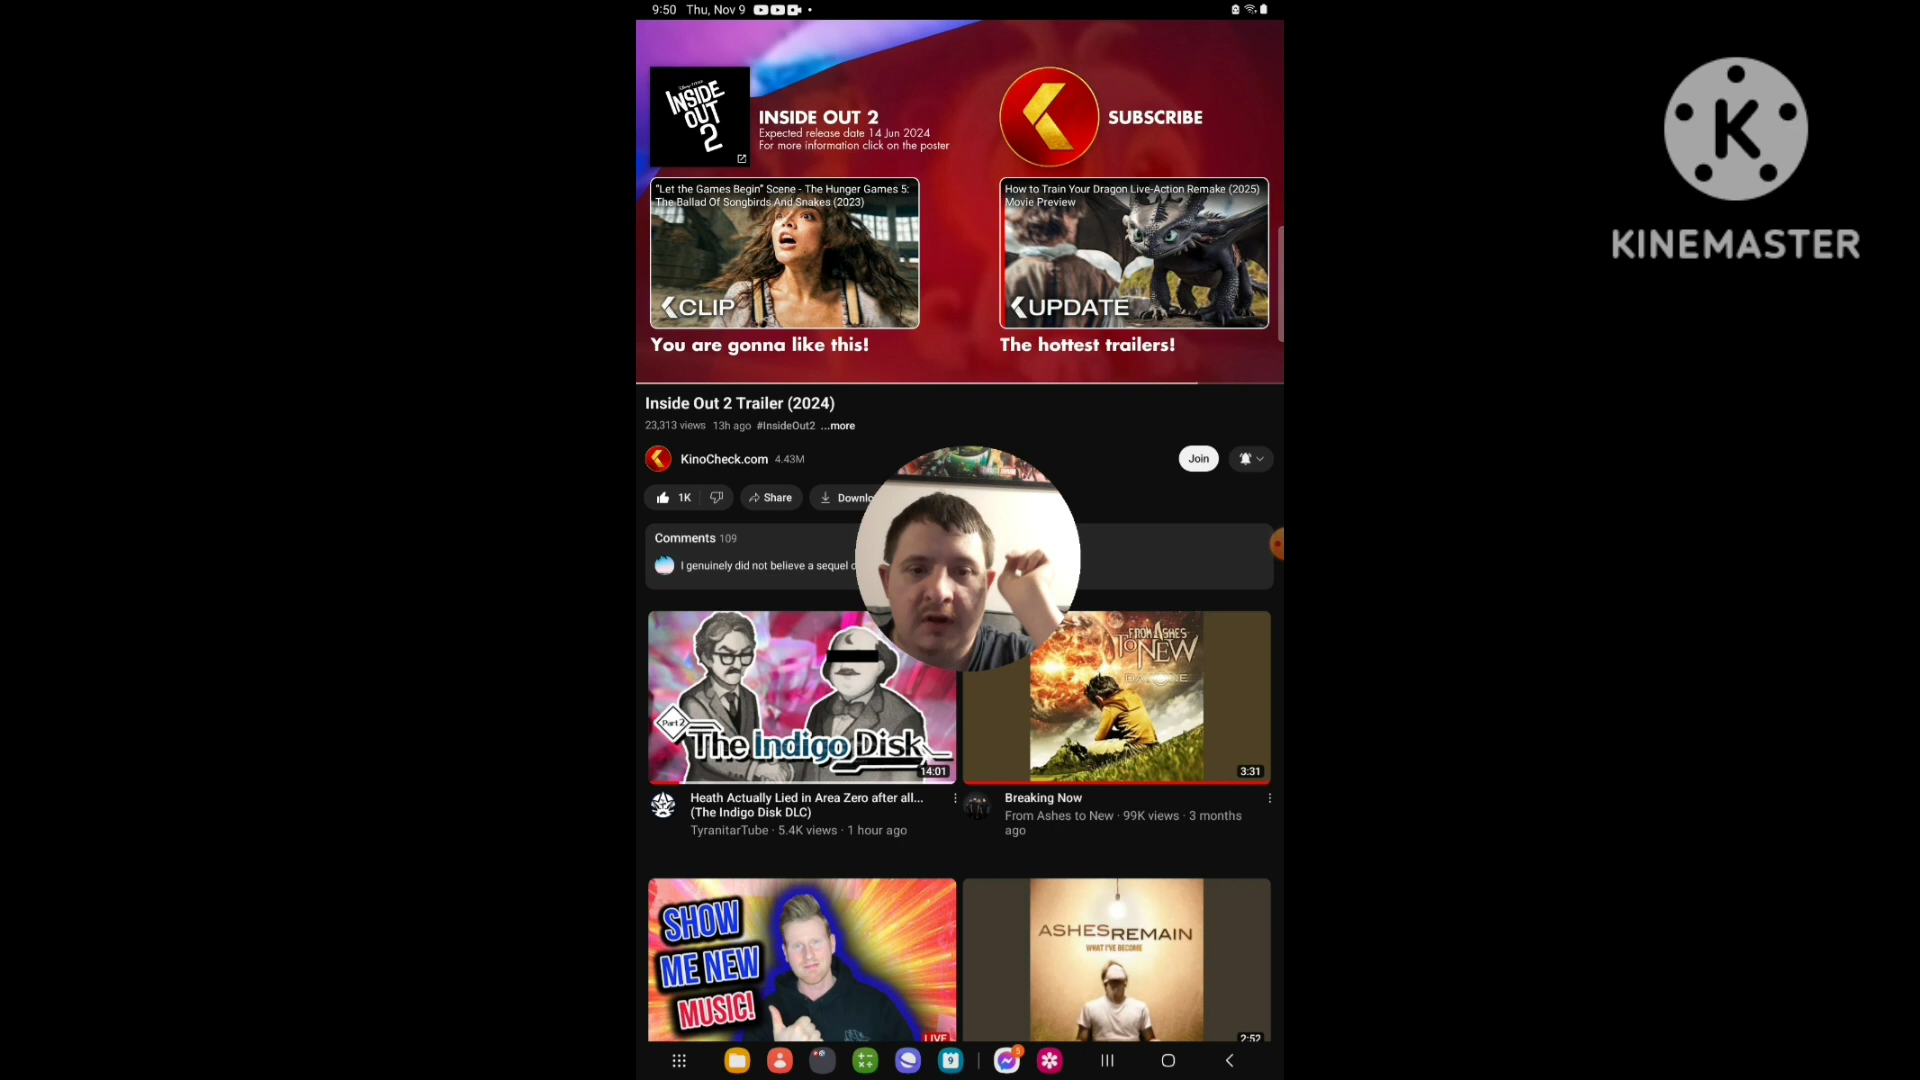 9:50 Thu, Nov 9
INSIDE OUT 2
INSIDE OUT 2
Expected release date 14 Jun 2024
For more information click on the poster
SUBSCRIBE
"Let the Games Begin" Scene - The Hunger Games 5:
The Ballad Of Songbirds And Snakes (2023)
CLIP
You are gonna like this!
How to Train Your Dragon Live-Action Remake (2025)
Movie Preview
UPDATE
The hottest trailers!
K
KINEMASTER
Inside Out 2 Trailer (2024)
23,313 views 13h ago #InsideOut2 ...more
KinoCheck.com 4.43M
Join
1K
Share
Downlo
Comments 109
I genuinely did not believe a sequel
Part 2
The Indigo Disk
14:01
Heath Actually Lied in Area Zero after all...
(The Indigo Disk DLC)
TyranitarTube · 5.4K views · 1 hour ago
FROM ASHES
TO NEW
3:31
Breaking Now
From Ashes to New · 99K views · 3 months
ago
SHOW
ME NEW
MUSIC!
LIVE
ASHES REMAIN
WHAT I'VE BECOME
2:52
9
5